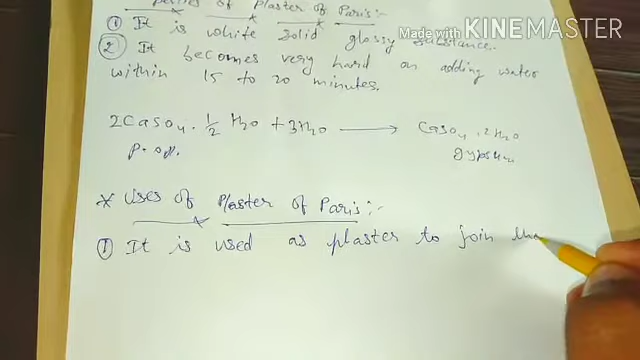 perties of Plaster of Paris:-
Made with KINEMASTER
① It is white solid glossy substance.
② It becomes very hard on adding water
within 15 to 20 minutes.
2CaSO₄. ½ H₂O + 3H₂O ⟶ CaSO₄.2H₂O
P. O. P. gypsum
* Uses of Plaster of Paris:-
① It is used as plaster to join the